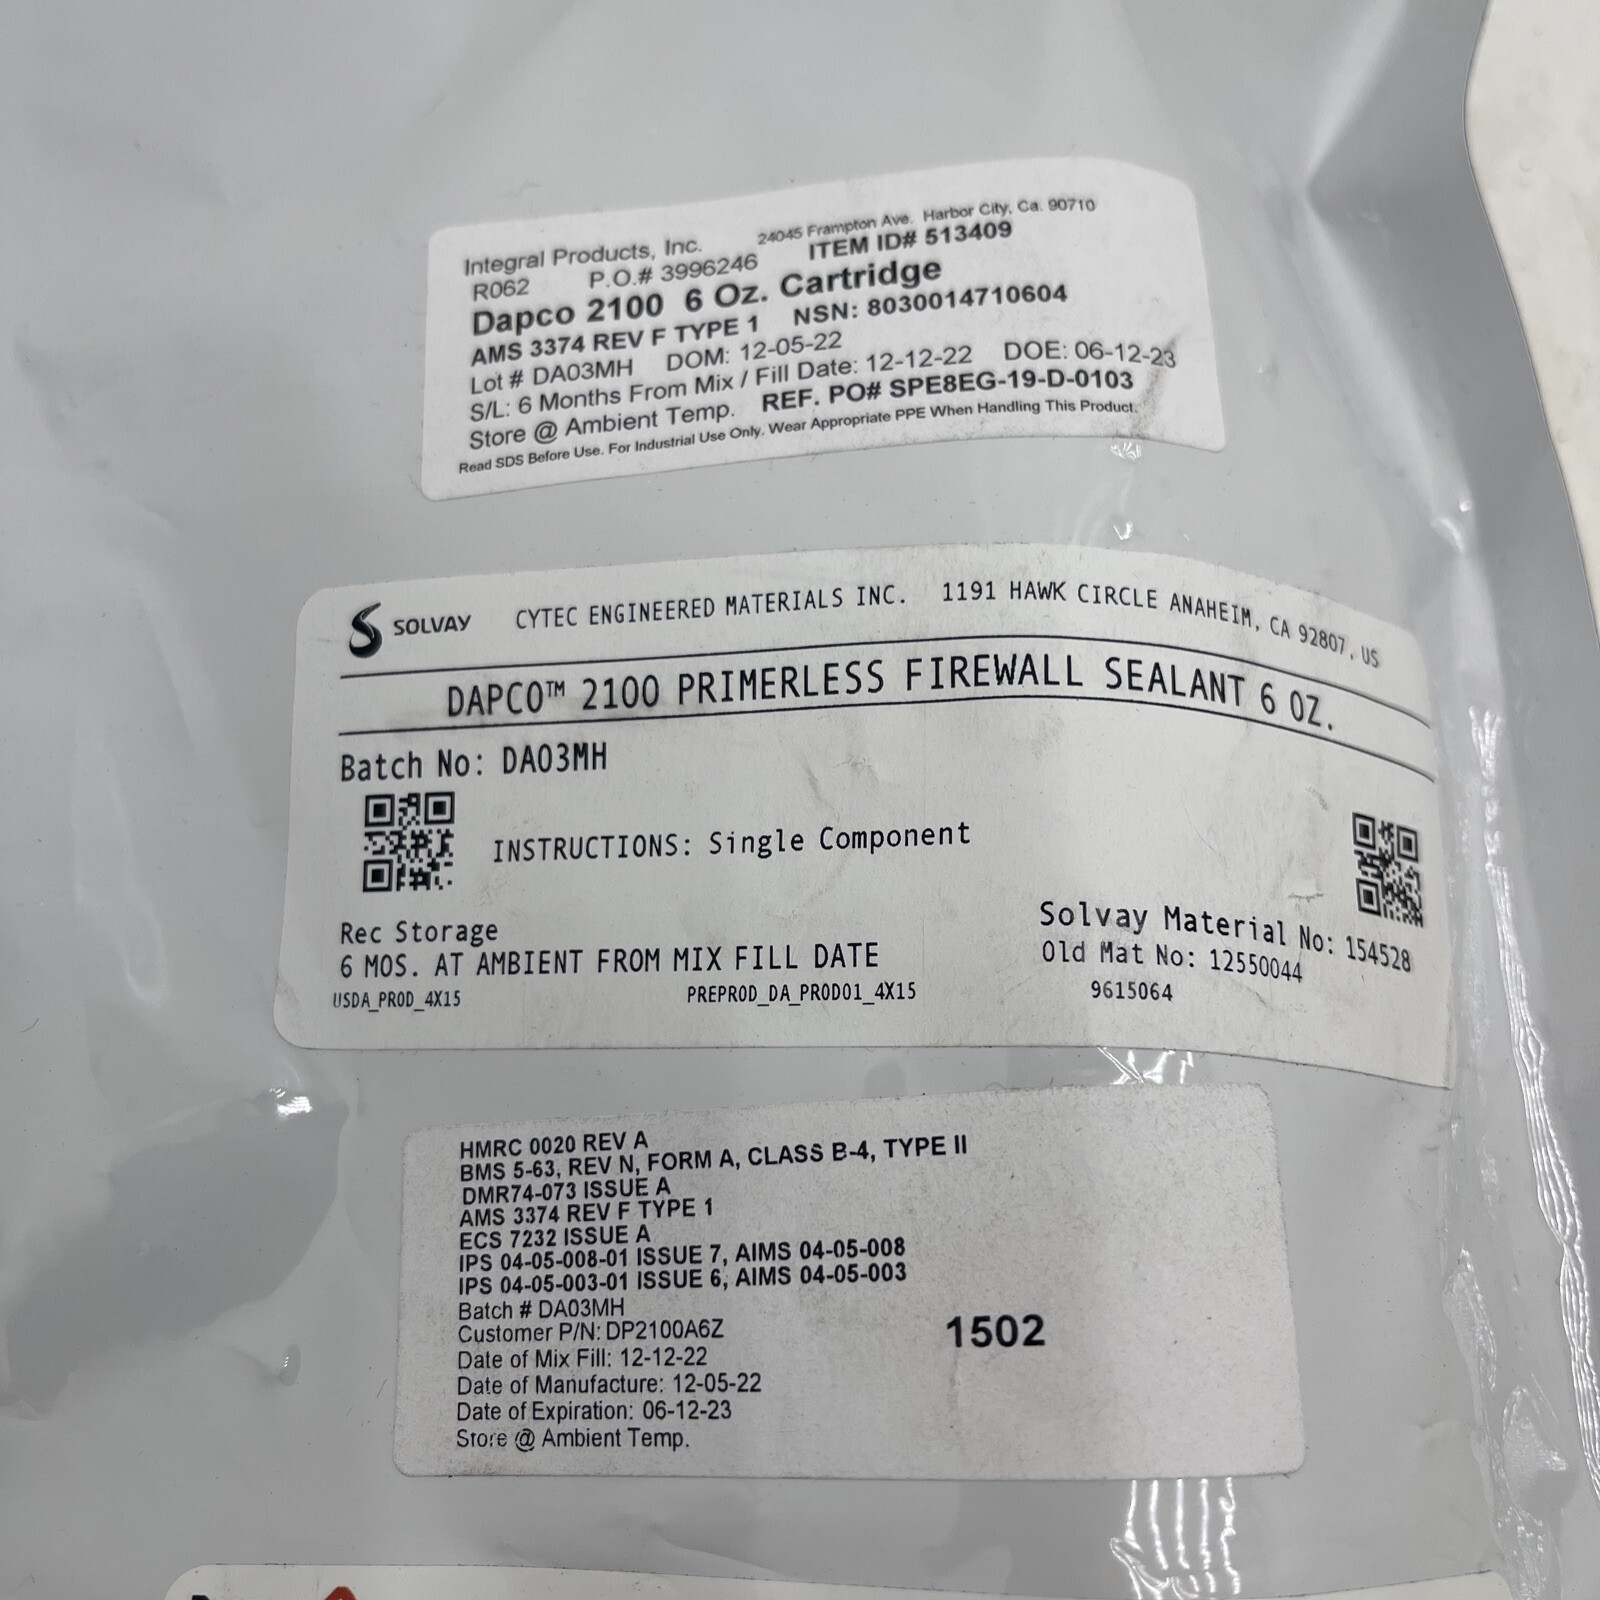 Integral Products, Inc. 24045 Frampton Ave. Harbor City, Ca. 90710
R062 P.O.# 3996246 ITEM ID# 513409
Dapco 2100 6 Oz. Cartridge
AMS 3374 REV F TYPE 1 NSN: 8030014710604
Lot # DA03MH DOM: 12-05-22
S/L: 6 Months From Mix / Fill Date: 12-12-22 DOE: 06-12-23
Store @ Ambient Temp. REF. PO# SPE8EG-19-D-0103
Read SDS Before Use. For Industrial Use Only. Wear Appropriate PPE When Handling This Product.
SOLVAY CYTEC ENGINEERED MATERIALS INC. 1191 HAWK CIRCLE ANAHEIM, CA 92807, US
DAPCO™ 2100 PRIMERLESS FIREWALL SEALANT 6 OZ.
Batch No: DA03MH
INSTRUCTIONS: Single Component
Rec Storage
6 MOS. AT AMBIENT FROM MIX FILL DATE
USDA_PROD_4X15 PREPROD_DA_PROD01_4X15
Solvay Material No: 154528
Old Mat No: 12550044
9615064
HMRC 0020 REV A
BMS 5-63, REV N, FORM A, CLASS B-4, TYPE II
DMR74-073 ISSUE A
AMS 3374 REV F TYPE 1
ECS 7232 ISSUE A
IPS 04-05-008-01 ISSUE 7, AIMS 04-05-008
IPS 04-05-003-01 ISSUE 6, AIMS 04-05-003
Batch # DA03MH
Customer P/N: DP2100A6Z
1502
Date of Mix Fill: 12-12-22
Date of Manufacture: 12-05-22
Date of Expiration: 06-12-23
Store @ Ambient Temp.